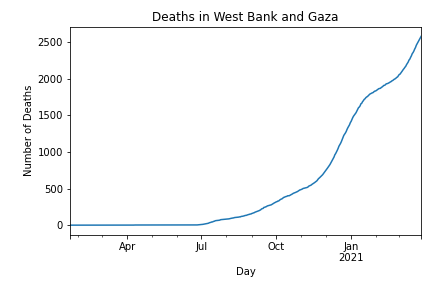 Deaths in West Bank and Gaza
2500
2000
1500
1000
500
0
Number of Deaths
Apr
Jul
Oct
Jan
2021
Day